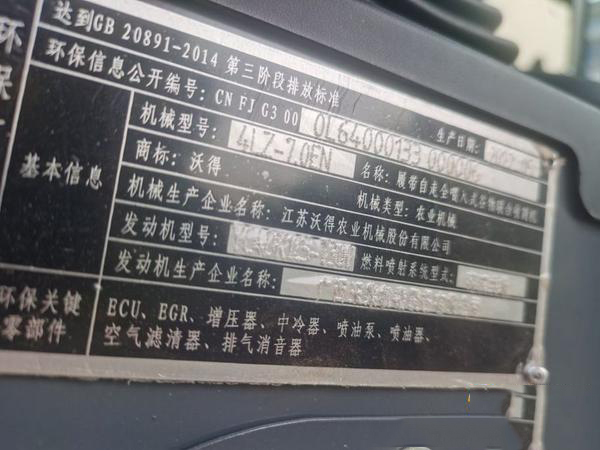 环保
达到GB 20891-2014 第三阶段排放标准
环保信息公开编号：CN FJ G3 00 0L64000133 000006
生产日期：
基本信息
机械型号：4LZ-7.0EN
名称：履带自走全喂入式谷物联合收割机
商标：沃得
机械类型：农业机械
机械生产企业名称：江苏沃得农业机械股份有限公司
发动机型号：
燃料喷射系统型式：
发动机生产企业名称：
环保关键零部件
ECU、EGR、增压器、中冷器、喷油泵、喷油器、
空气滤清器、排气消音器